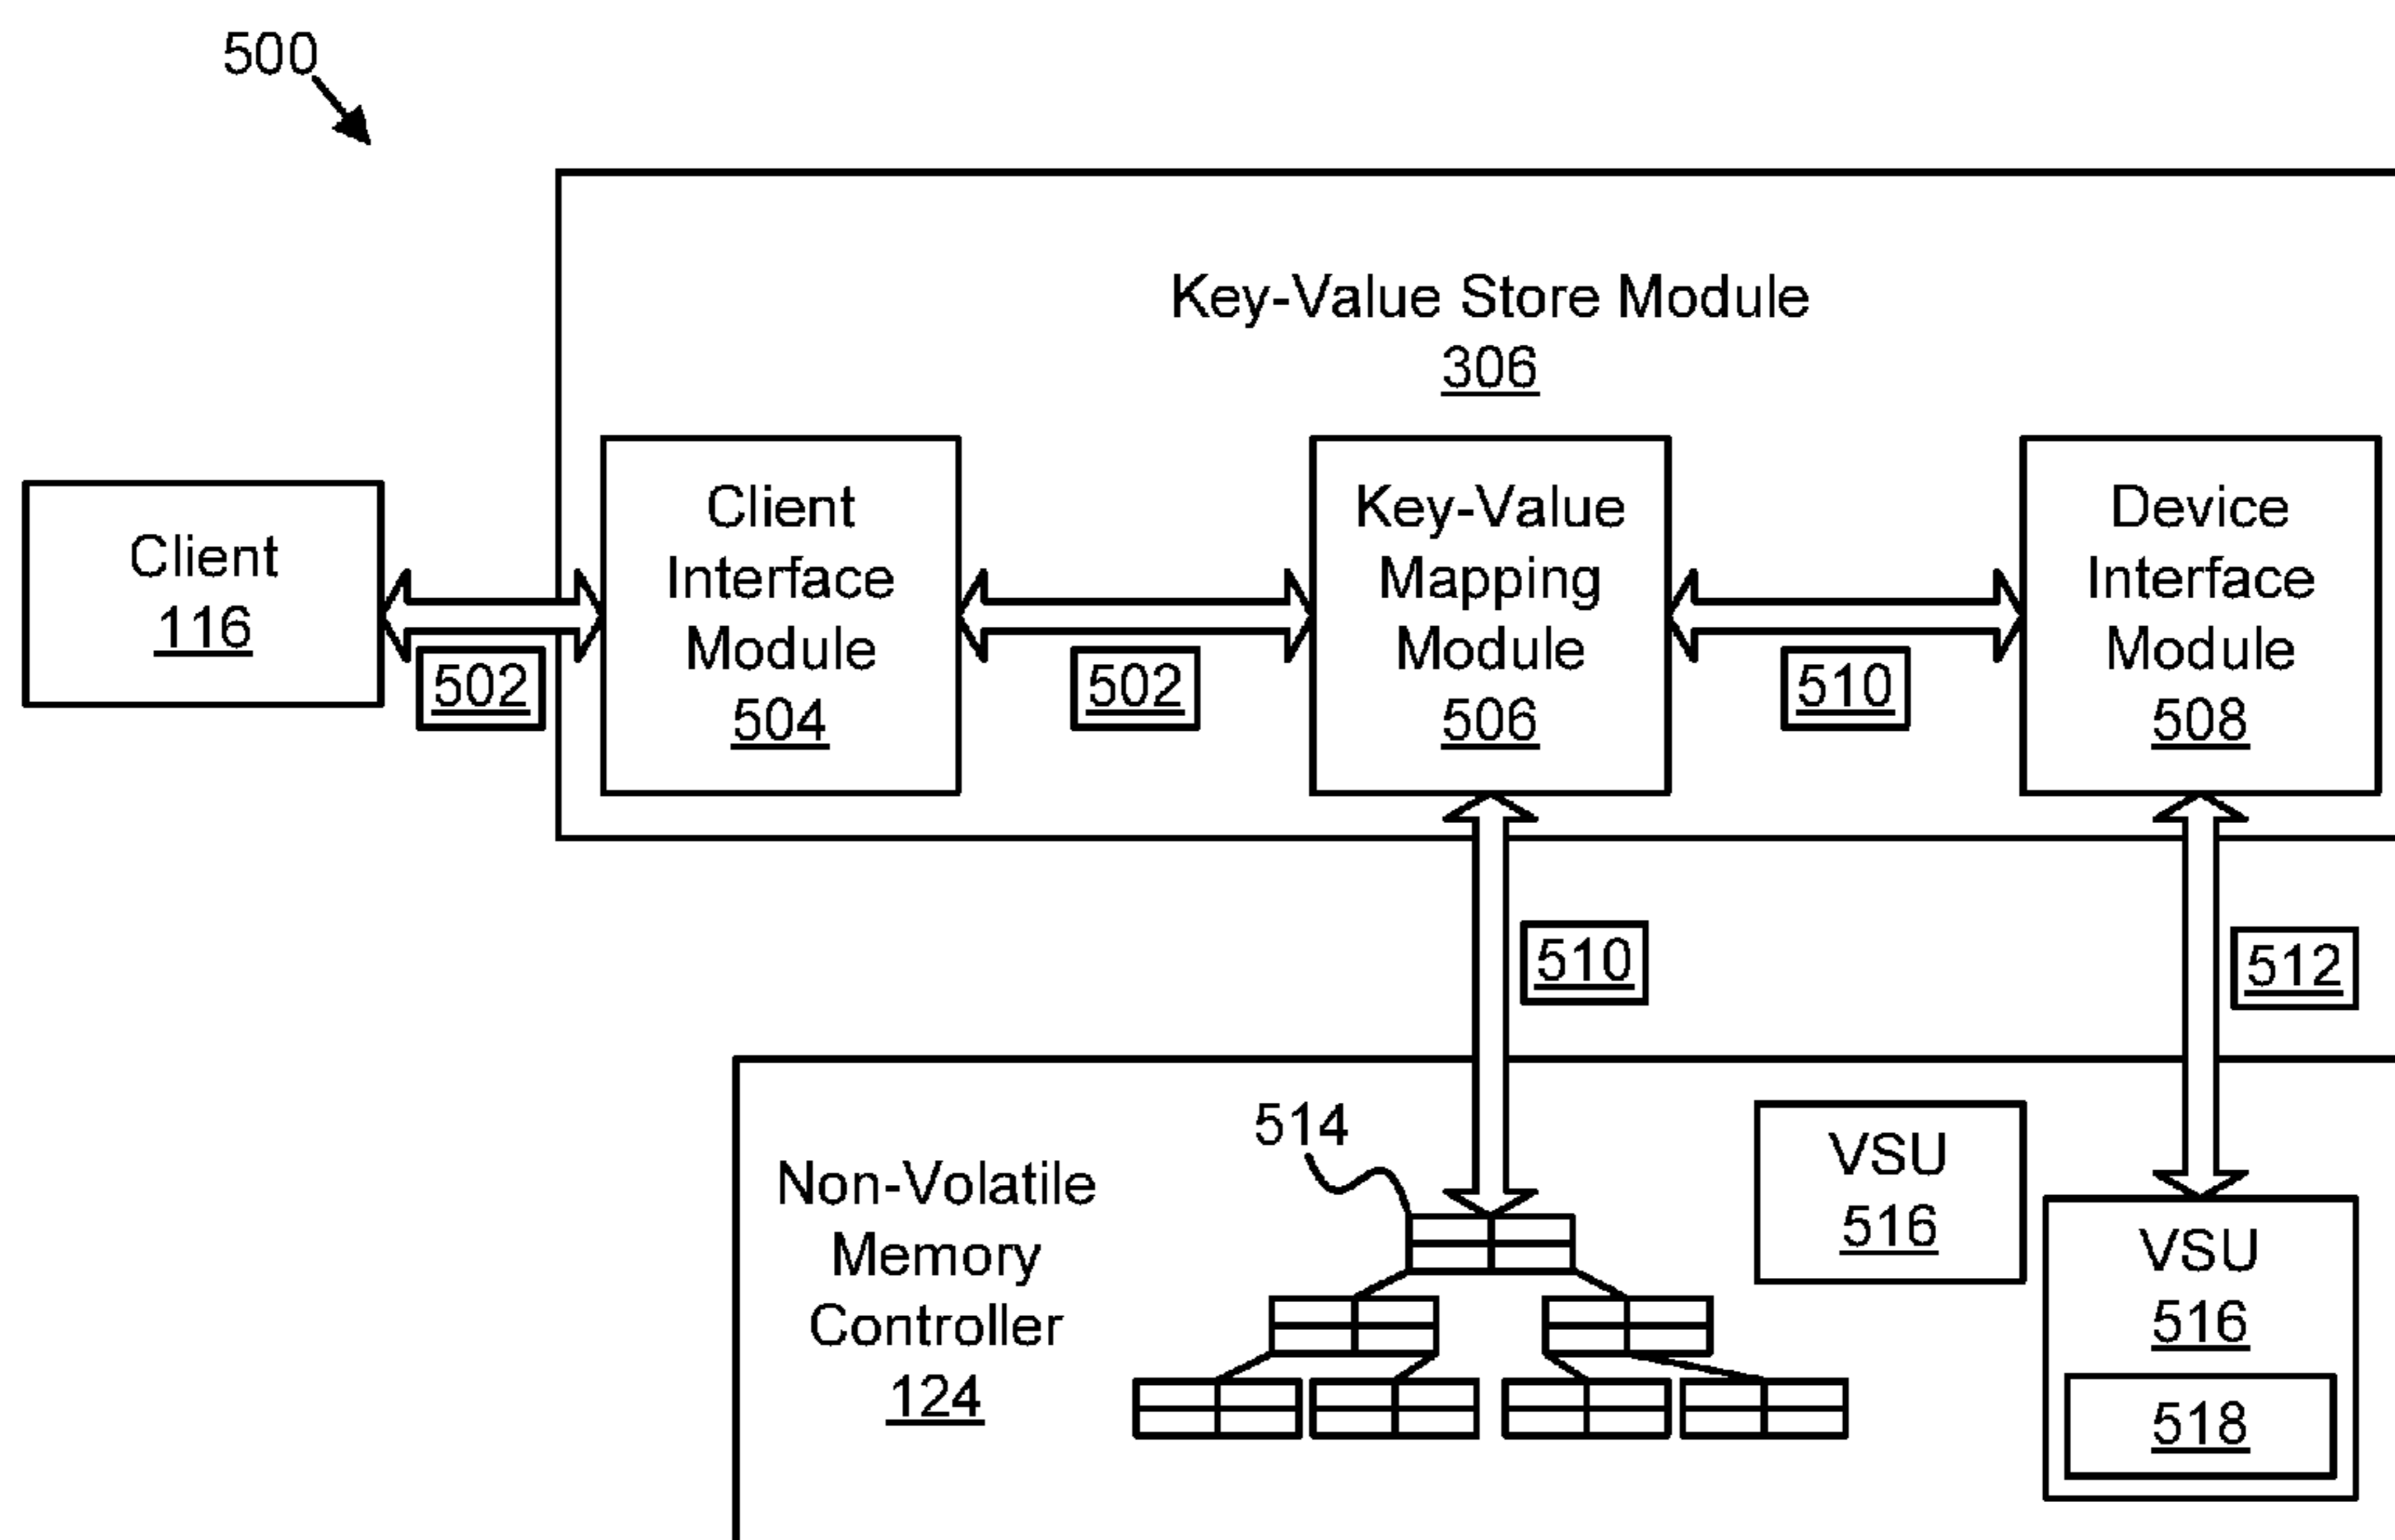 500
Key-Value Store Module
306
Client
116
502
Client
Interface
Module
504
502
Key-Value
Mapping
Module
506
510
Device
Interface
Module
508
510
512
Non-Volatile
Memory
Controller
124
514
VSU
516
VSU
516
518